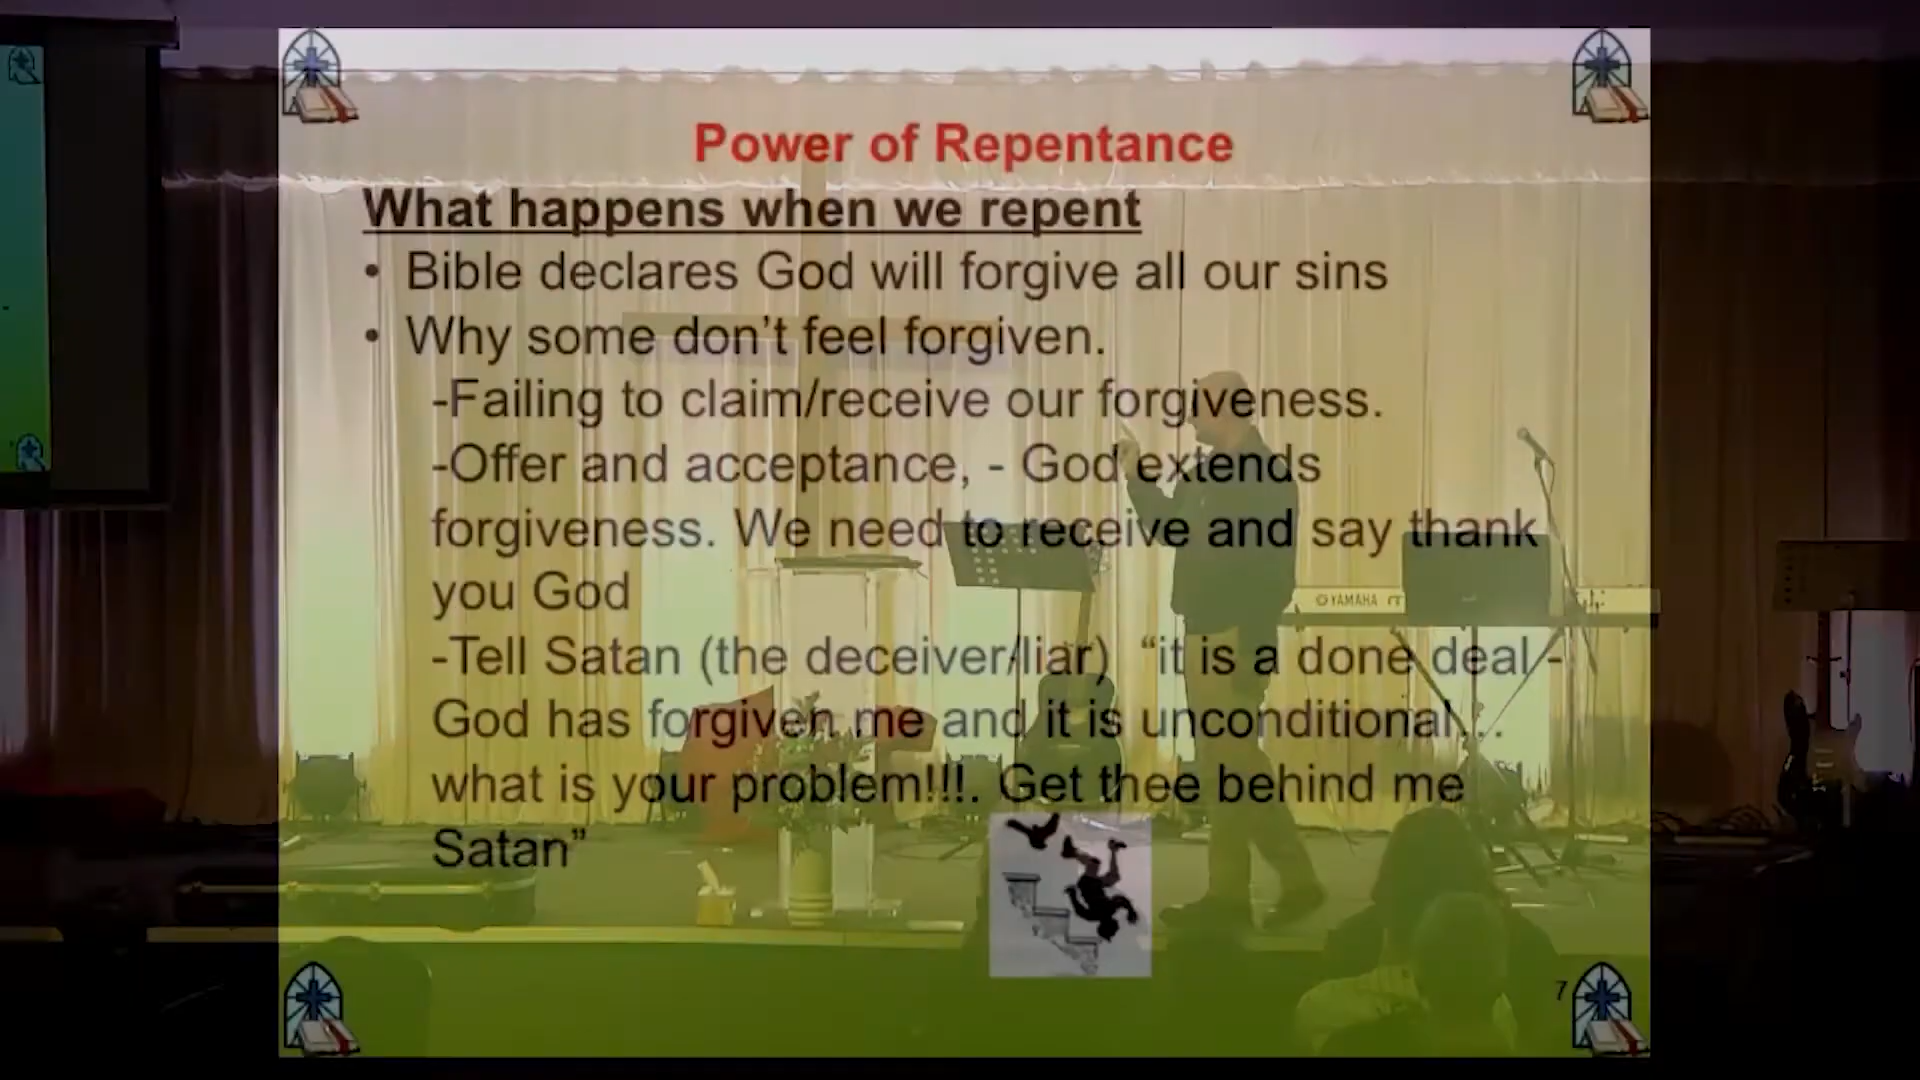 Power of Repentance
What happens when we repent
• Bible declares God will forgive all our sins
• Why some don’t feel forgiven.
-Failing to claim/receive our forgiveness.
-Offer and acceptance, - God extends
forgiveness. We need to receive and say thank
you God
-Tell Satan (the deceiver/liar) “it is a done deal -
God has forgiven me and it is unconditional...
what is your problem!!!. Get thee behind me
Satan”
YAMAHA
7